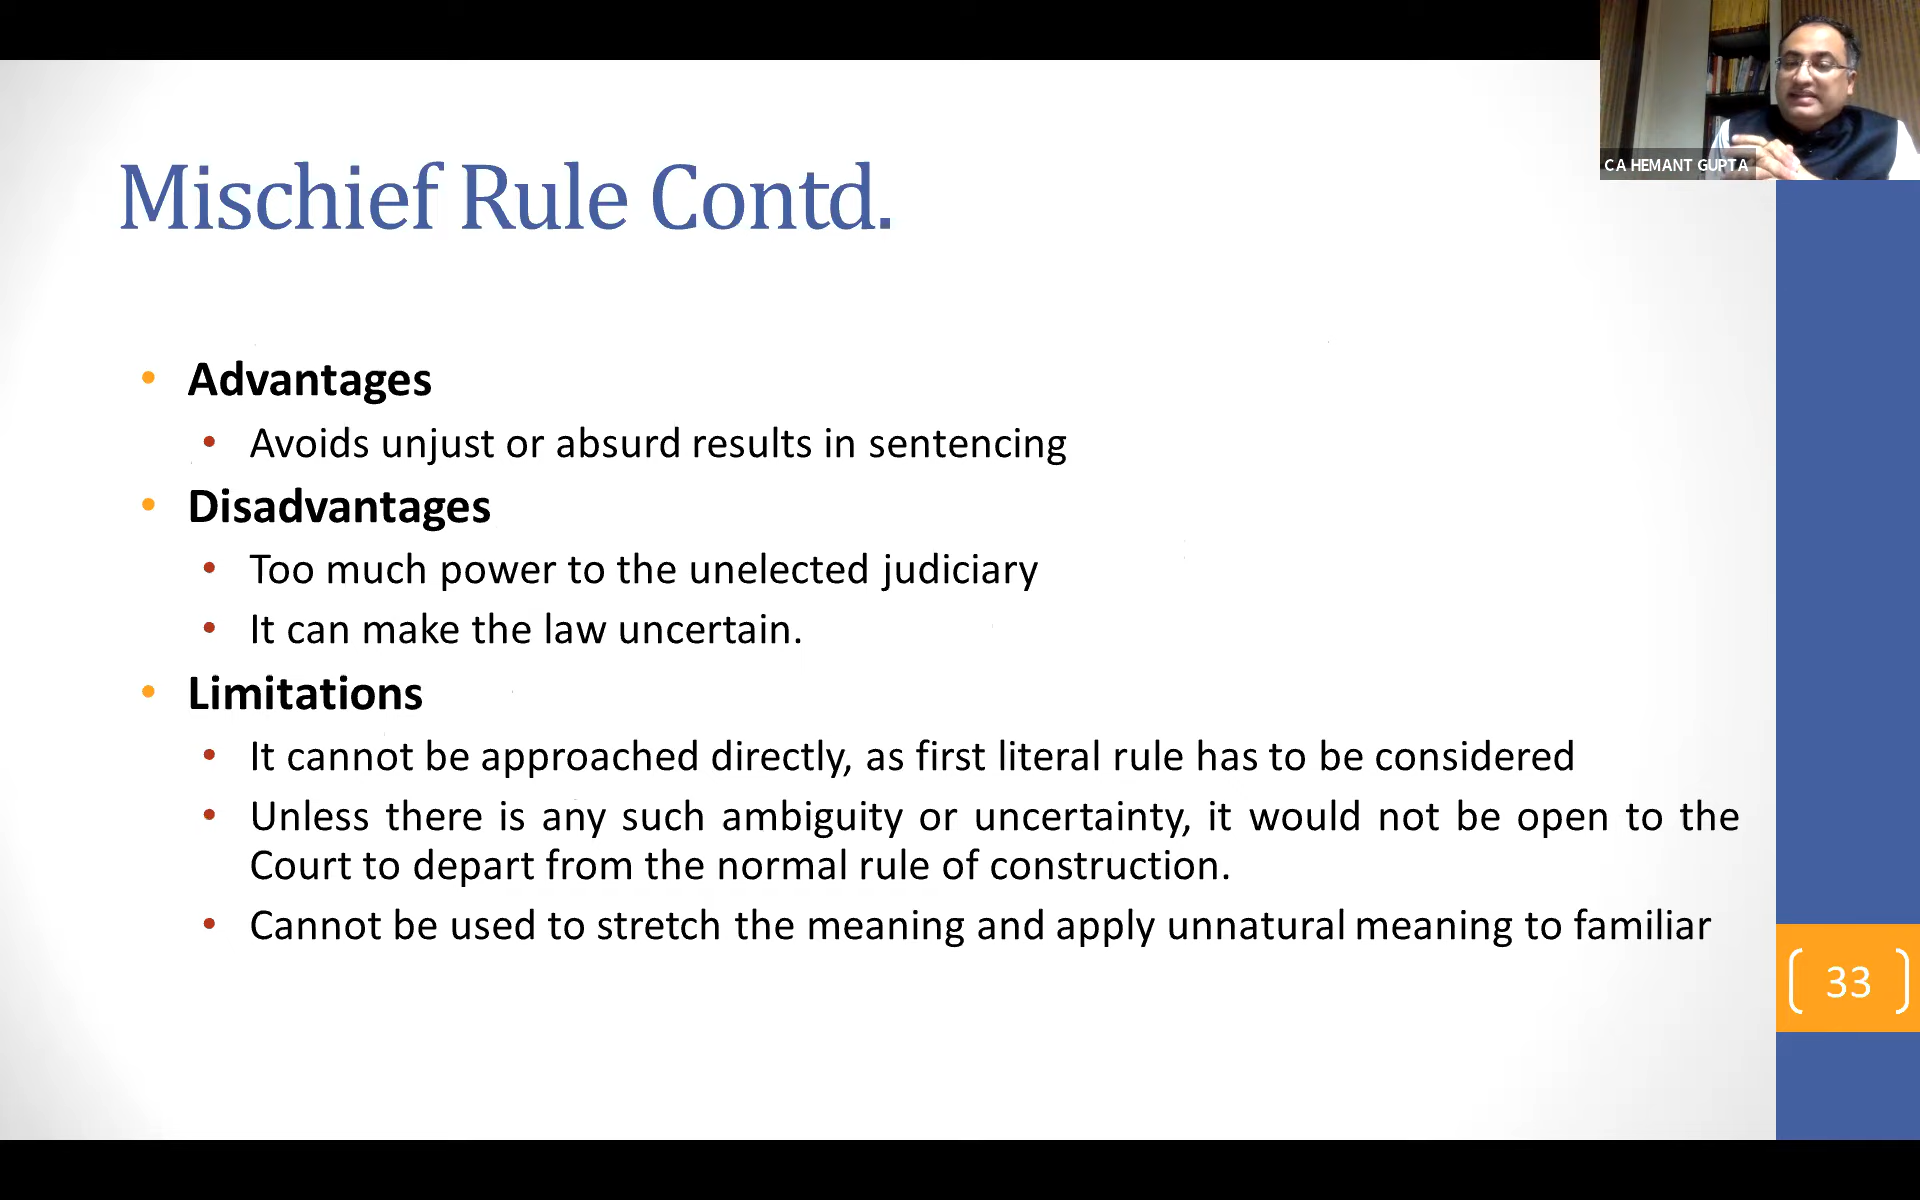 CA HEMANT GUPTA
Mischief Rule Contd.
• Advantages
• Avoids unjust or absurd results in sentencing
• Disadvantages
• Too much power to the unelected judiciary
• It can make the law uncertain.
• Limitations
• It cannot be approached directly, as first literal rule has to be considered
• Unless there is any such ambiguity or uncertainty, it would not be open to the
Court to depart from the normal rule of construction.
• Cannot be used to stretch the meaning and apply unnatural meaning to familiar
33